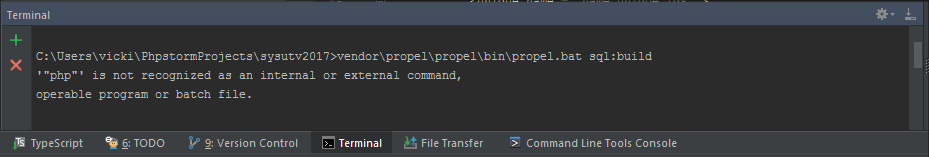 Terminal
C:\Users\vicki\PhpstormProjects\sysutv2017>vendor\propel\propel\bin\propel.bat sql:build
'"php"' is not recognized as an internal or external command,
operable program or batch file.
TypeScript 6: TODO 9: Version Control Terminal File Transfer Command Line Tools Console